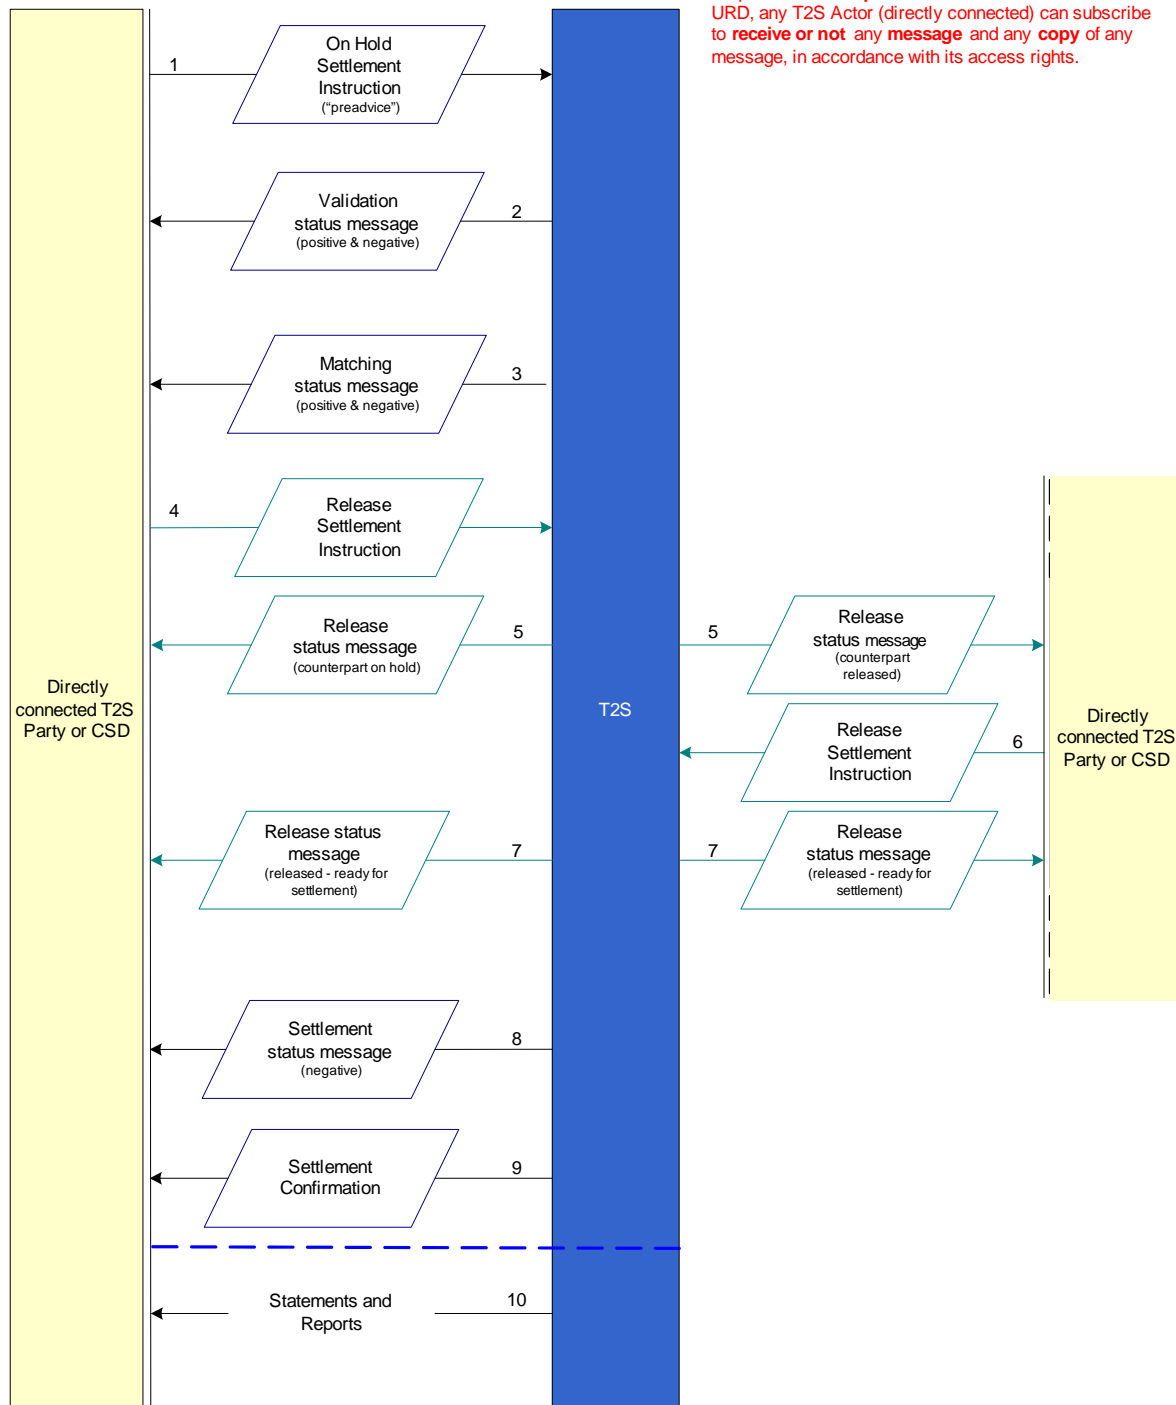 URD, any T2S Actor (directly connected) can subscribe
to receive or not any message and any copy of any
message, in accordance with its access rights.
1
On Hold
Settlement
Instruction
(“preadvice”)
Validation
status message
(positive & negative)
2
Matching
status message
(positive & negative)
3
4
Release
Settlement
Instruction
Release
status message
(counterpart on hold)
5
5
Release
status message
(counterpart
released)
Directly
connected T2S
Party or CSD
T2S
Directly
connected T2S
Party or CSD
Release
Settlement
Instruction
6
Release status
message
(released - ready for
settlement)
7
7
Release
status message
(released - ready for
settlement)
Settlement
status message
(negative)
8
Settlement
Confirmation
9
Statements and
Reports
10